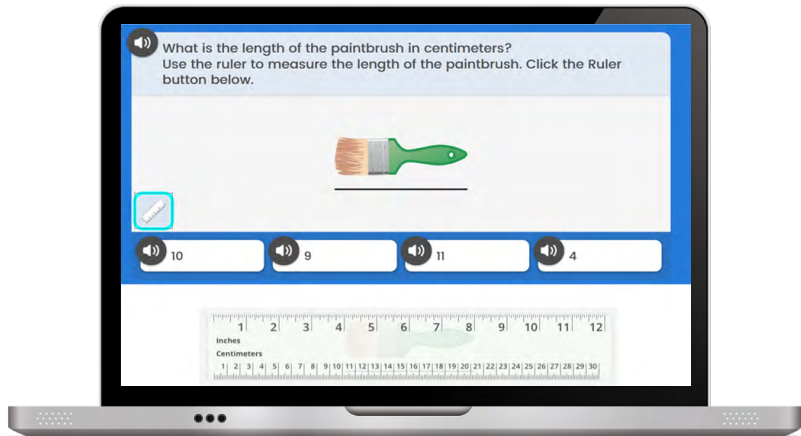 What is the length of the paintbrush in centimeters?
Use the ruler to measure the length of the paintbrush. Click the Ruler
button below.
10
9
11
4
1 2 3 4 5 6 7 8 9 10 11 12
Inches
Centimeters
1 2 3 4 5 6 7 8 9 10 11 12 13 14 15 16 17 18 19 20 21 22 23 24 25 26 27 28 29 30